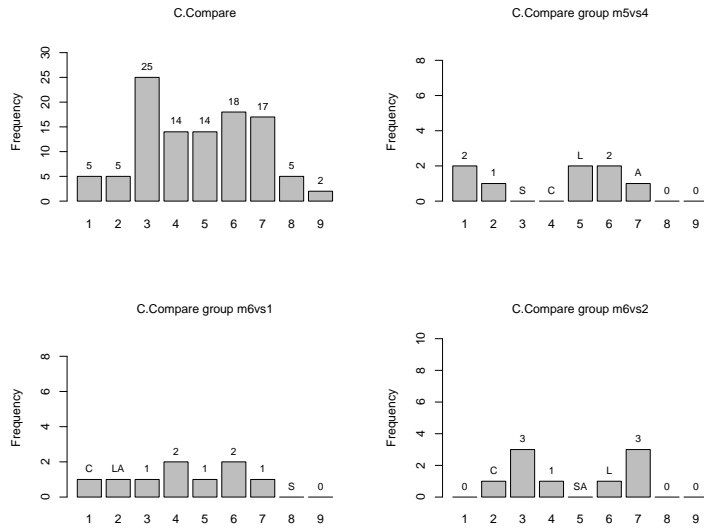 C.Compare
Frequency
0 5 10 15 20 25 30
5 5 25 14 14 18 17 5 2
1 2 3 4 5 6 7 8 9
C.Compare group m5vs4
Frequency
0 2 4 6 8
2 1 S C L 2 A 0 0
1 2 3 4 5 6 7 8 9
C.Compare group m6vs1
Frequency
0 2 4 6 8
C LA 1 2 1 2 1 S 0
1 2 3 4 5 6 7 8 9
C.Compare group m6vs2
Frequency
0 2 4 6 8 10
0 C 3 1 SA L 3 0 0
1 2 3 4 5 6 7 8 9